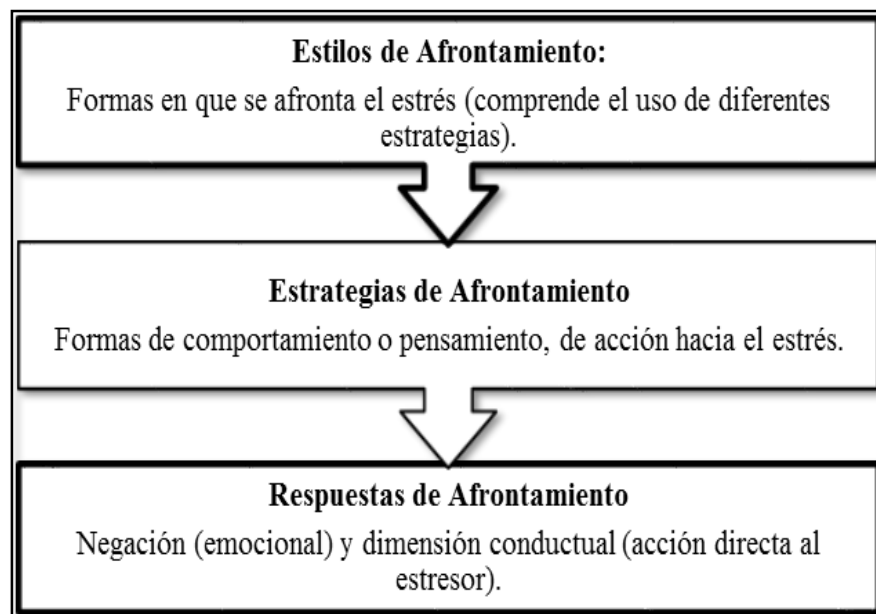 Estilos de Afrontamiento:
Formas en que se afronta el estrés (comprende el uso de diferentes
estrategias).
Estrategias de Afrontamiento
Formas de comportamiento o pensamiento, de acción hacia el estrés.
Respuestas de Afrontamiento
Negación (emocional) y dimensión conductual (acción directa al
estresor).